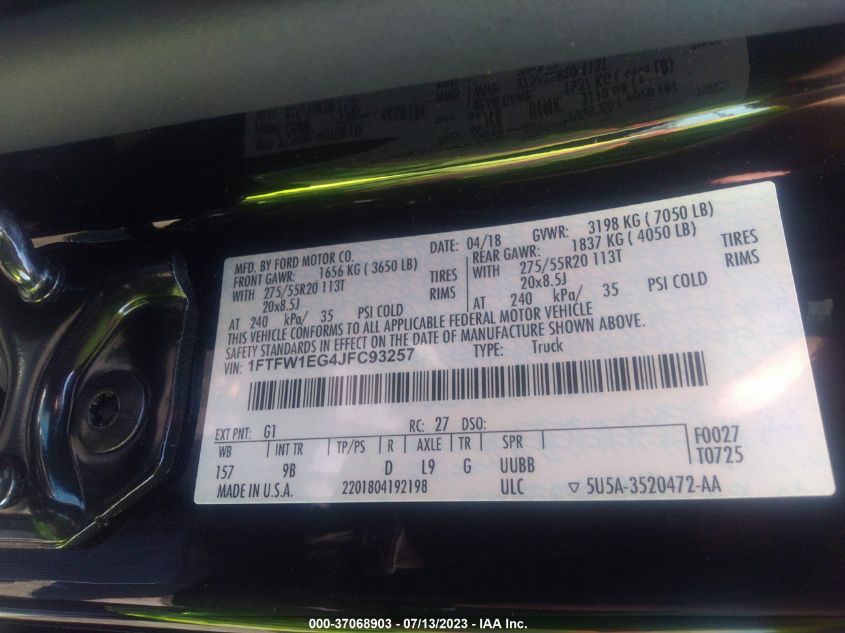 MFD. BY FORD MOTOR CO.
DATE: 04/18
GVWR: 3198 KG ( 7050 LB)
FRONT GAWR: 1656 KG ( 3650 LB)
REAR GAWR: 1837 KG ( 4050 LB)
WITH 275/55R20 113T TIRES
WITH 275/55R20 113T TIRES
20x8.5J RIMS
20x8.5J RIMS
AT 240 kPa/ 35 PSI COLD
AT 240 kPa/ 35 PSI COLD
THIS VEHICLE CONFORMS TO ALL APPLICABLE FEDERAL MOTOR VEHICLE
SAFETY STANDARDS IN EFFECT ON THE DATE OF MANUFACTURE SHOWN ABOVE.
VIN: 1FTFW1EG4JFC93257
TYPE: Truck
EXT PNT: G1 RC: 27 DSO:
WB INT TR TP/PS R AXLE TR SPR
157 9B D L9 G UUBB
F0027
T0725
MADE IN U.S.A. 2201804192198 ULC ▽ 5U5A-3520472-AA
000-37068903 - 07/13/2023 - IAA Inc.